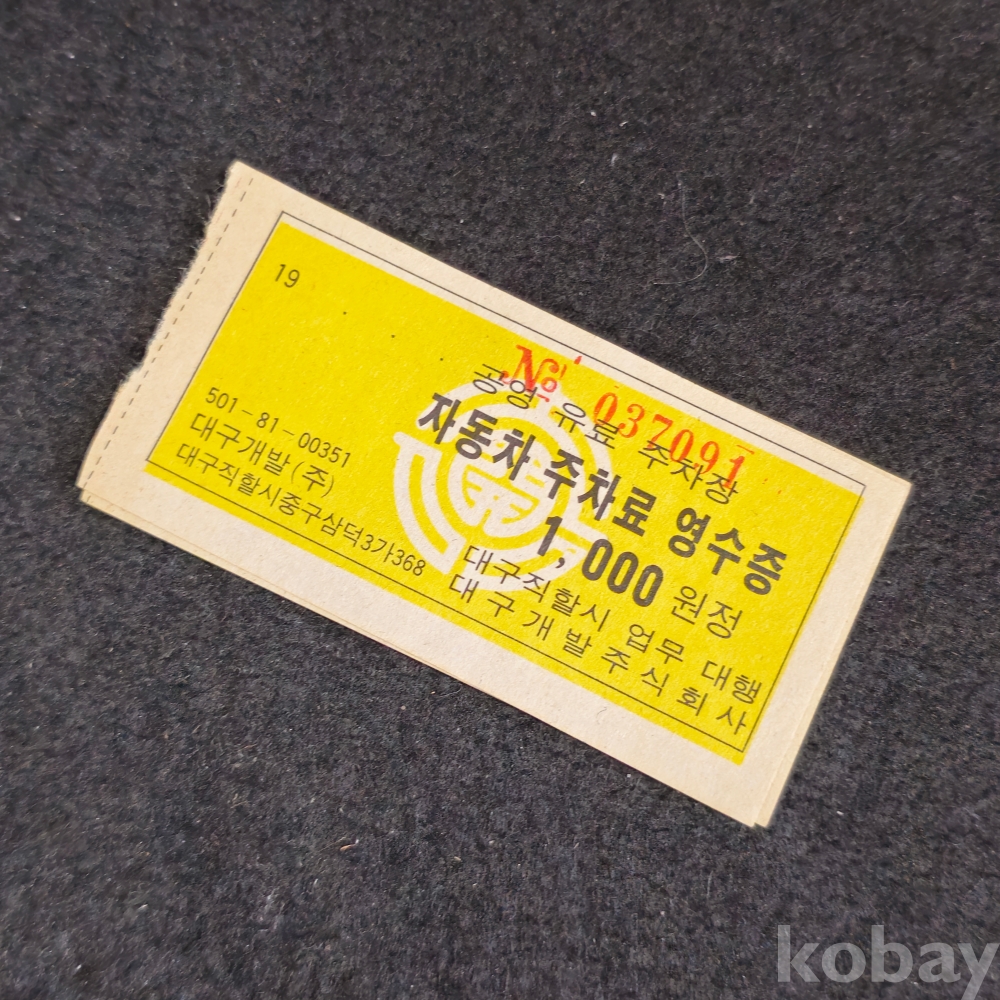 19
№ 037091
공영 유료 주차장
자동차 주차료 영수증
1,000 원정
501-81-00351
대구개발(주)
대구직할시중구삼덕3가368
대구직할시 업무 대행
대구개발주식회사
kobay